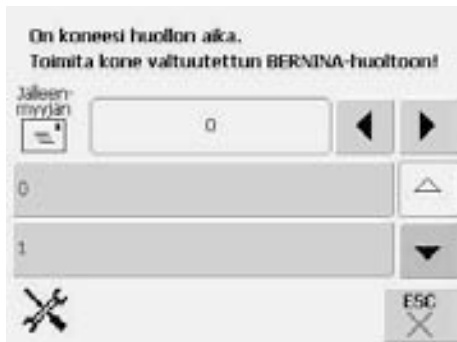 On koneesi huollon aika.
Toimita kone valtuutettun BERNINA-huoltoon!
Jälleen-
myyjän
0
0
1
ESC